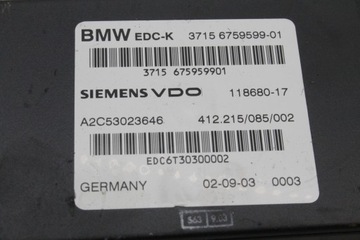 BMW EDC-K 3715 6759599-01
3715 675959901
SIEMENS VDO 118680-17
A2C53023646 412.215/085/002
EDC6T30300002
GERMANY 02-09-03 0003